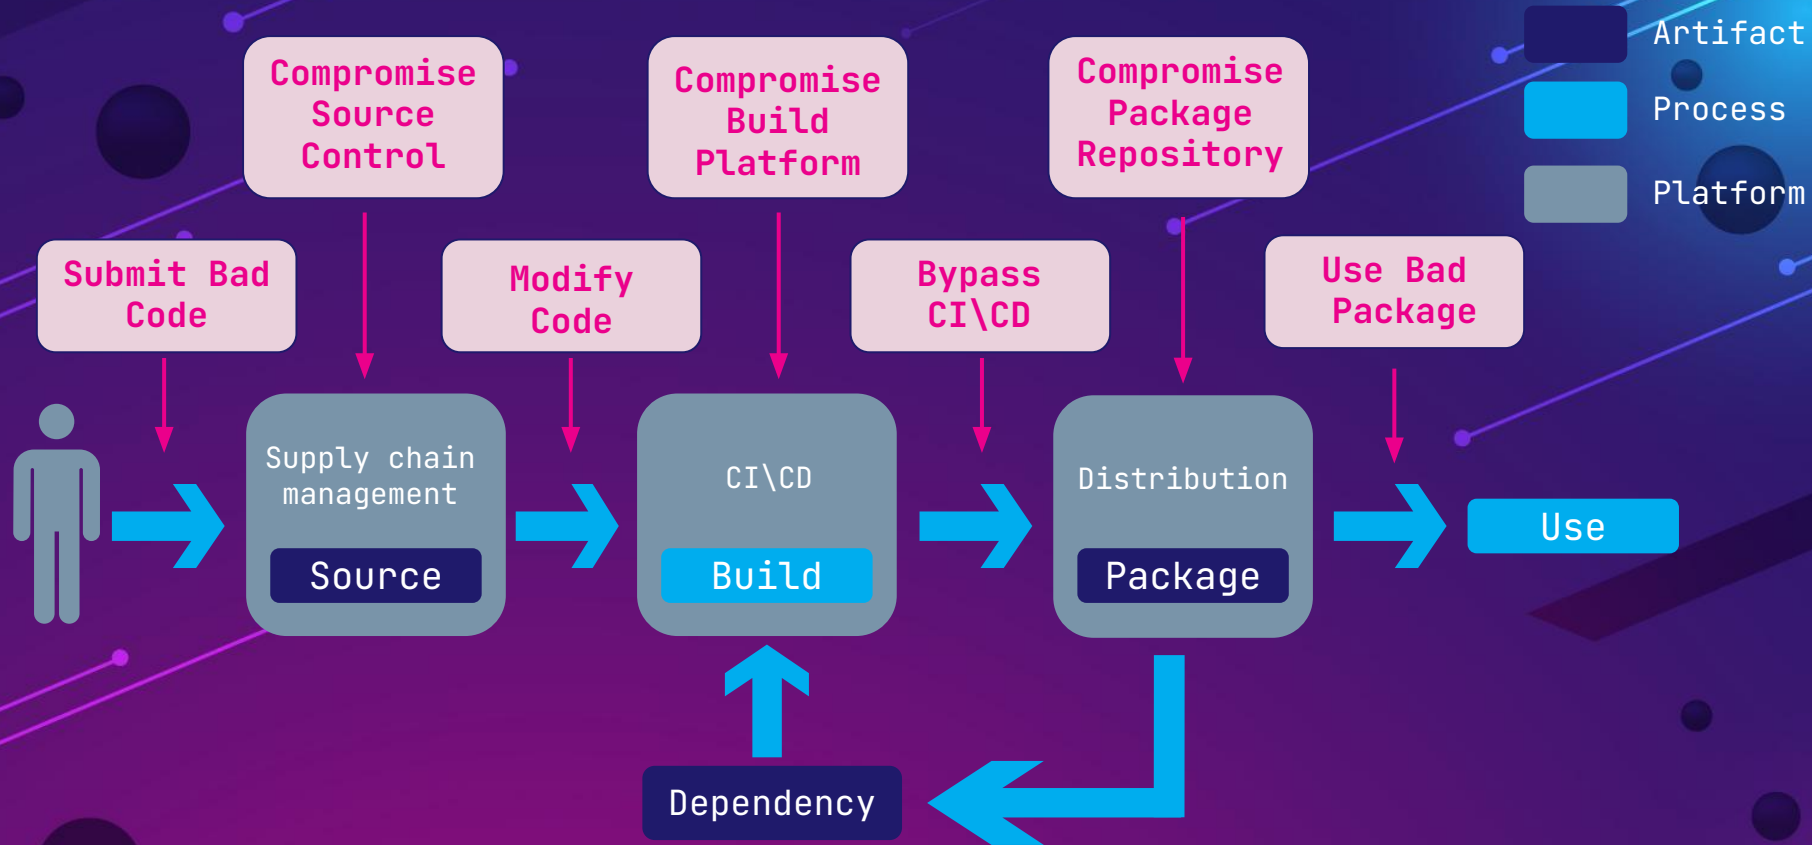 Artifact
Process
Platform
Compromise
Source
Control
Compromise
Build
Platform
Compromise
Package
Repository
Submit Bad
Code
Modify
Code
Bypass
CI\CD
Use Bad
Package
Supply chain
management
Source
CI\CD
Build
Distribution
Package
Use
Dependency